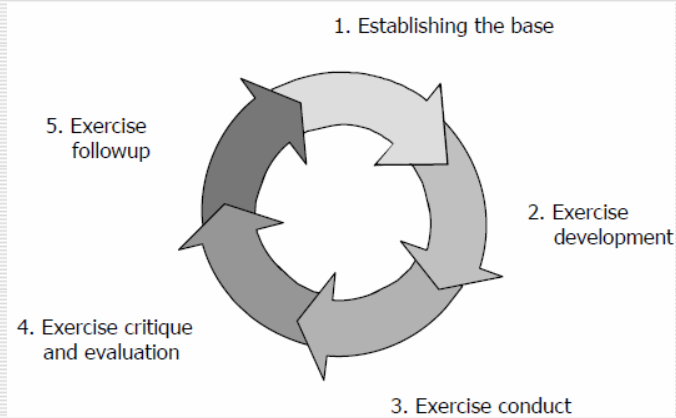 1. Establishing the base
2. Exercise
development
3. Exercise conduct
4. Exercise critique
and evaluation
5. Exercise
followup